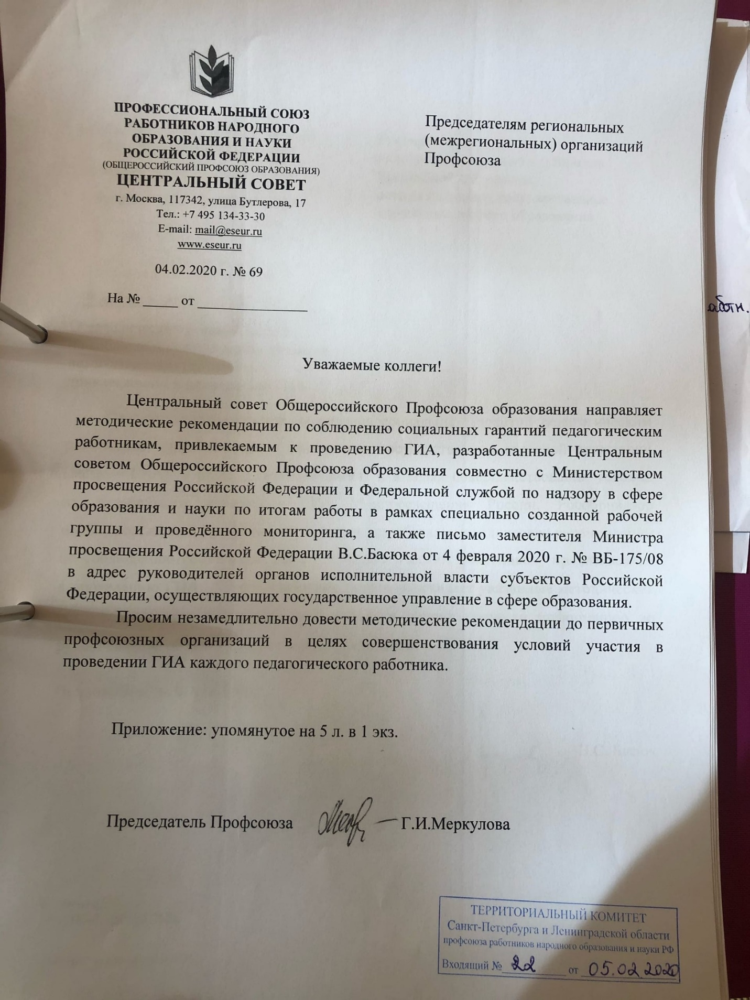 ПРОФЕССИОНАЛЬНЫЙ СОЮЗ
РАБОТНИКОВ НАРОДНОГО
ОБРАЗОВАНИЯ И НАУКИ
РОССИЙСКОЙ ФЕДЕРАЦИИ
(ОБЩЕРОССИЙСКИЙ ПРОФСОЮЗ ОБРАЗОВАНИЯ)
ЦЕНТРАЛЬНЫЙ СОВЕТ
г. Москва, 117342, улица Бутлерова, 17
Тел.: +7 495 134-33-30
E-mail: mail@eseur.ru
www.eseur.ru
04.02.2020 г. № 69
На № _____ от _______________
Председателям региональных
(межрегиональных) организаций
Профсоюза
аботн.
Уважаемые коллеги!
Центральный совет Общероссийского Профсоюза образования направляет
методические рекомендации по соблюдению социальных гарантий педагогическим
работникам, привлекаемым к проведению ГИА, разработанные Центральным
советом Общероссийского Профсоюза образования совместно с Министерством
просвещения Российской Федерации и Федеральной службой по надзору в сфере
образования и науки по итогам работы в рамках специально созданной рабочей
группы и проведённого мониторинга, а также письмо заместителя Министра
просвещения Российской Федерации В.С.Басюка от 4 февраля 2020 г. № ВБ-175/08
в адрес руководителей органов исполнительной власти субъектов Российской
Федерации, осуществляющих государственное управление в сфере образования.
Просим незамедлительно довести методические рекомендации до первичных
профсоюзных организаций в целях совершенствования условий участия в
проведении ГИА каждого педагогического работника.
Приложение: упомянутое на 5 л. в 1 экз.
Председатель Профсоюза Г.И.Меркулова
ТЕРРИТОРИАЛЬНЫЙ КОМИТЕТ
Санкт-Петербурга и Ленинградской области
профсоюза работников народного образования и науки РФ
Входящий № 22 от 05.02.2020